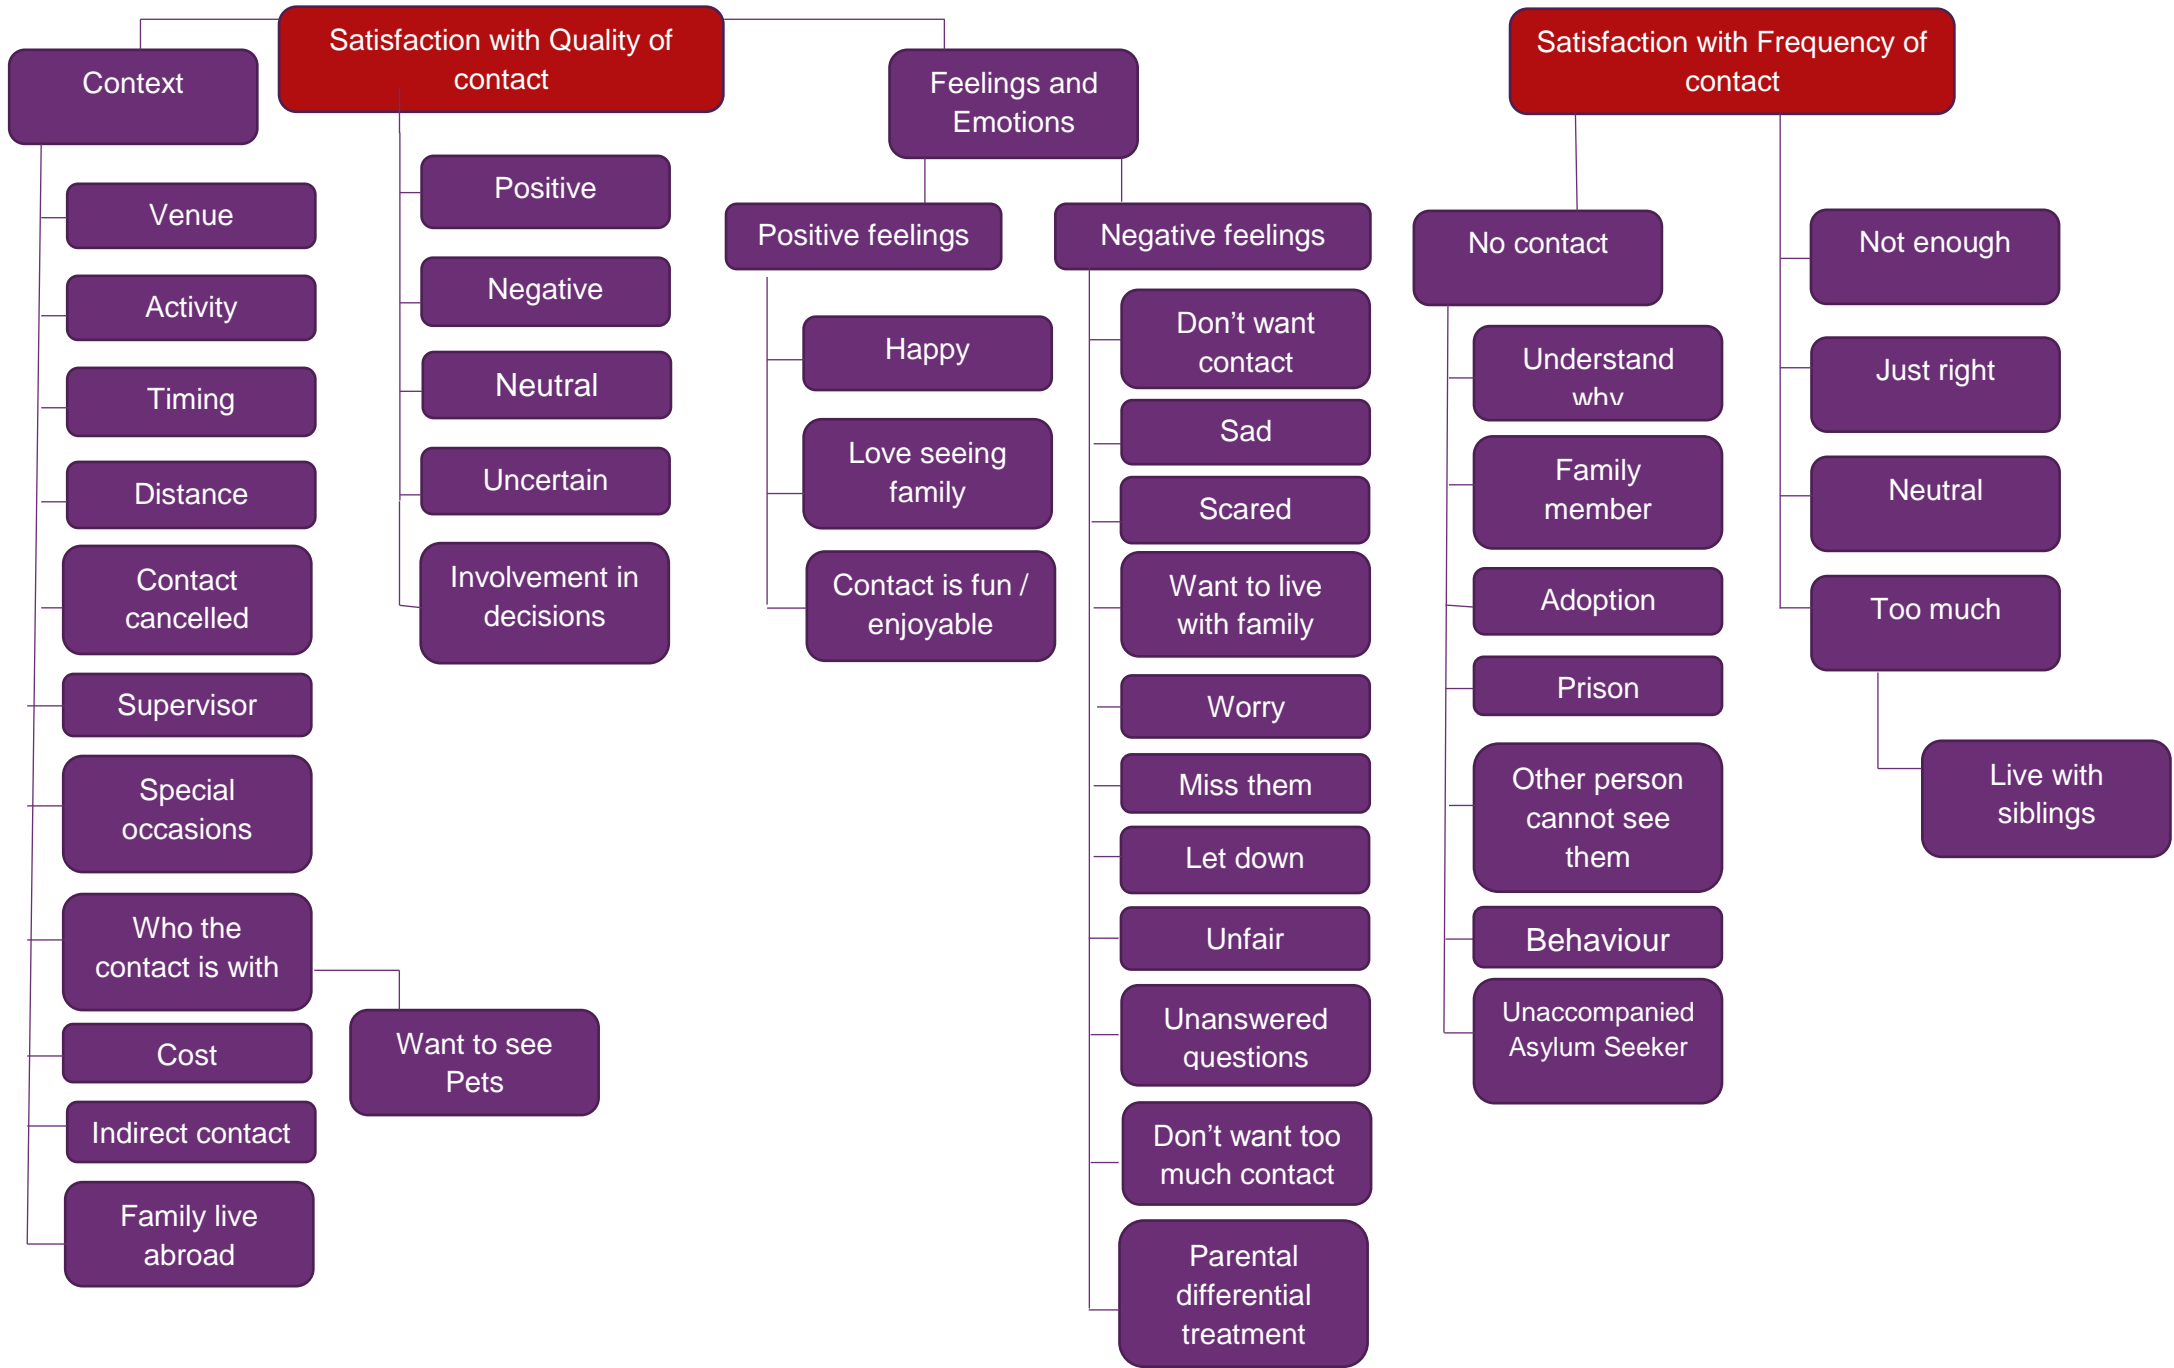 Satisfaction with Quality of
contact
Context
Venue
Activity
Timing
Distance
Contact
cancelled
Supervisor
Special
occasions
Who the
contact is with
Want to see
Pets
Cost
Indirect contact
Family live
abroad
Positive
Negative
Neutral
Uncertain
Involvement in
decisions
Feelings and
Emotions
Positive feelings
Happy
Love seeing
family
Contact is fun /
enjoyable
Negative feelings
Don’t want
contact
Sad
Scared
Want to live
with family
Worry
Miss them
Let down
Unfair
Unanswered
questions
Don’t want too
much contact
Parental
differential
treatment
Satisfaction with Frequency of
contact
No contact
Understand
why
Family
member
Adoption
Prison
Other person
cannot see
them
Behaviour
Unaccompanied
Asylum Seeker
Not enough
Just right
Neutral
Too much
Live with
siblings